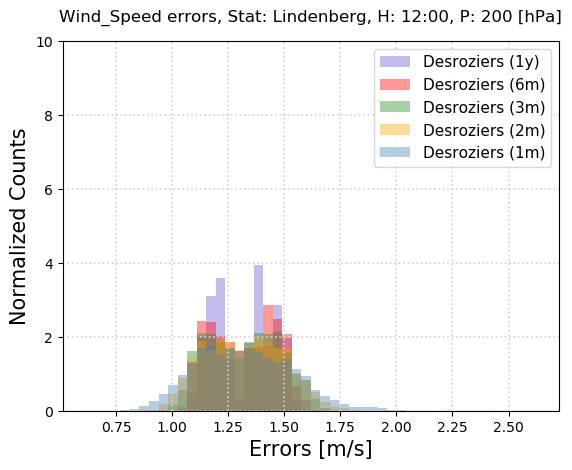 Wind_Speed errors, Stat: Lindenberg, H: 12:00, P: 200 [hPa]
Normalized Counts
10
8
6
4
2
0
Desroziers (1y)
Desroziers (6m)
Desroziers (3m)
Desroziers (2m)
Desroziers (1m)
0.75 1.00 1.25 1.50 1.75 2.00 2.25 2.50
Errors [m/s]